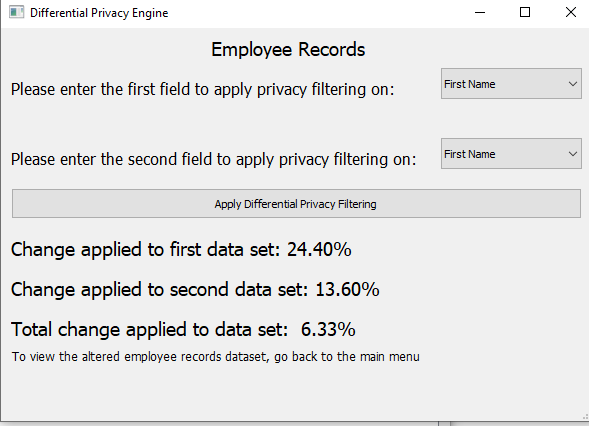 Differential Privacy Engine
Employee Records
Please enter the first field to apply privacy filtering on:
First Name
Please enter the second field to apply privacy filtering on:
First Name
Apply Differential Privacy Filtering
Change applied to first data set: 24.40%
Change applied to second data set: 13.60%
Total change applied to data set: 6.33%
To view the altered employee records dataset, go back to the main menu